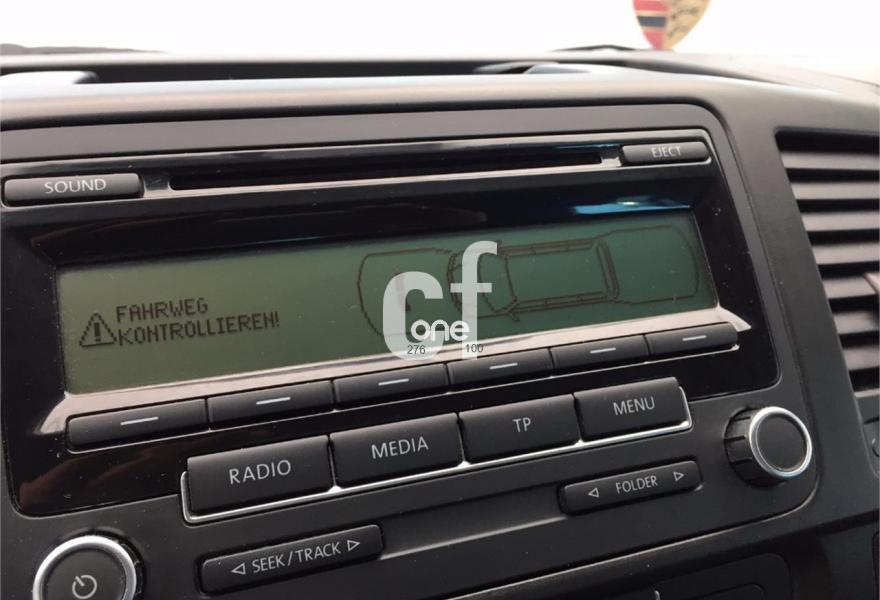 SOUND
EJECT
FAHRWEG
KONTROLLIEREN!
cf
one
276 100
RADIO
MEDIA
TP
MENU
FOLDER
SEEK/TRACK